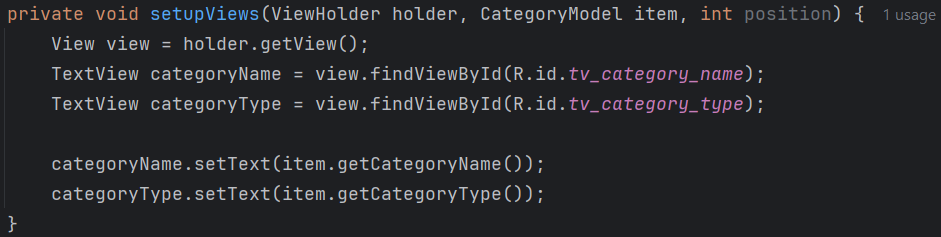 private void setupViews(ViewHolder holder, CategoryModel item, int position) { 1 usage
    View view = holder.getView();
    TextView categoryName = view.findViewById(R.id.tv_category_name);
    TextView categoryType = view.findViewById(R.id.tv_category_type);

    categoryName.setText(item.getCategoryName());
    categoryType.setText(item.getCategoryType());
}